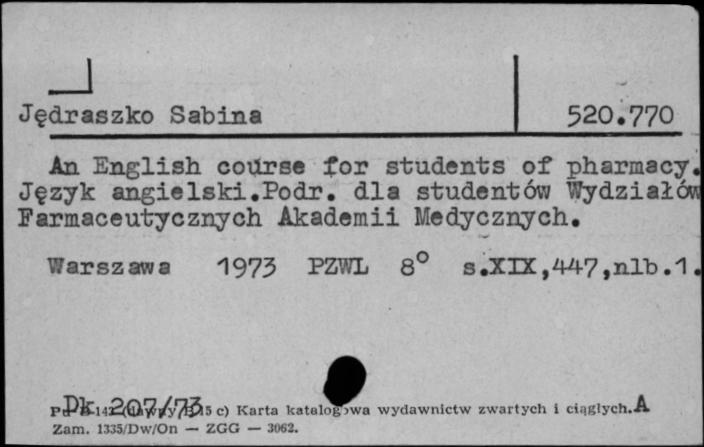 Jędraszko Sabina 520.770
An English course for students of pharmacy.
Język angielski.Podr. dla studentów Wydziałów
Farmaceutycznych Akademii Medycznych.
Warszawa 1973 PZWL 8° s.XIX,447,nlb.1.
Dk 207/73
c) Karta katalogowa wydawnictw zwartych i ciągłych. A
Zam. 1335/Dw/On — ZGG — 3062.